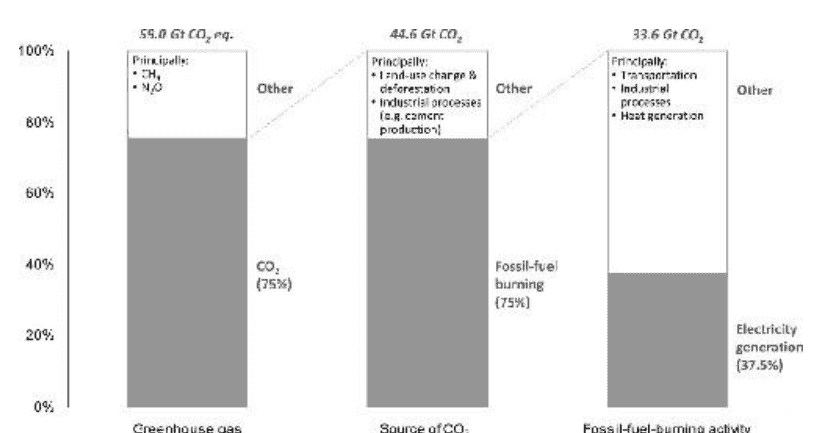 59.0 Gt CO₂ eq.
44.6 Gt CO₂
33.6 Gt CO₂
100%
80%
60%
40%
20%
0%
Principally:
• CH₄
• N₂O
Other
CO₂
(75%)
Greenhouse gas
Principally:
• Land-use change &
deforestation
• Industrial processes
(e.g. cement
production)
Other
Fossil-fuel
burning
(75%)
Source of CO₂
Principally:
• Transportation
• Industrial
processes
• Heat generation
Other
Electricity
generation
(37.5%)
Fossil-fuel-burning activity